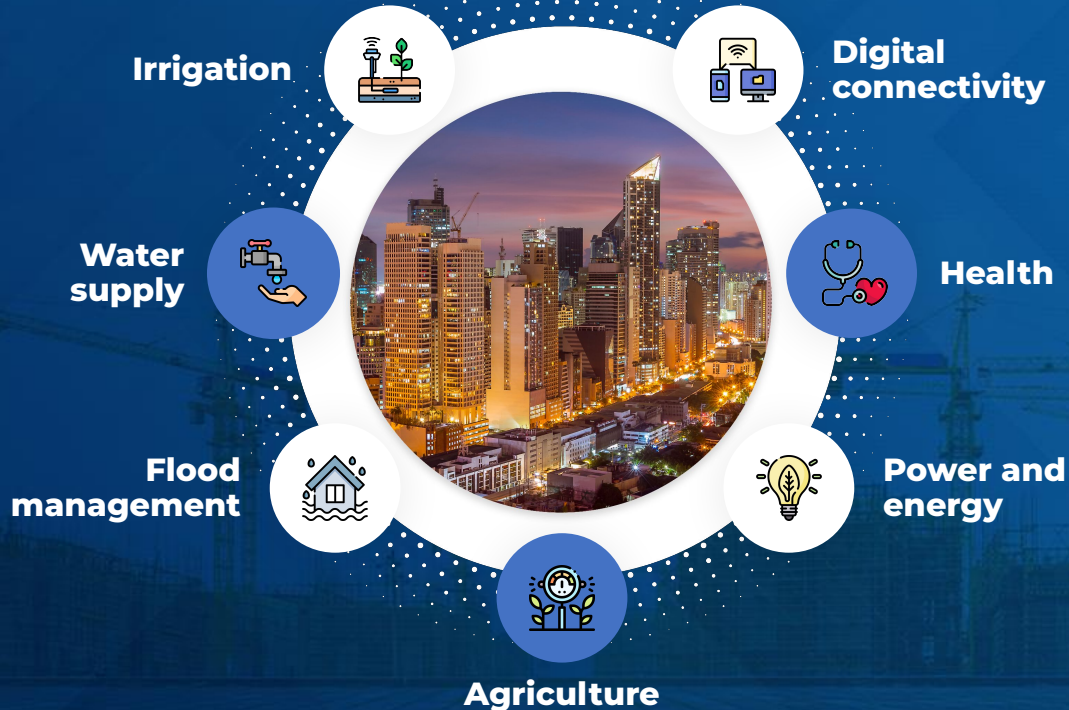 Irrigation
Digital
connectivity
Water
supply
Health
Flood
management
Power and
energy
Agriculture